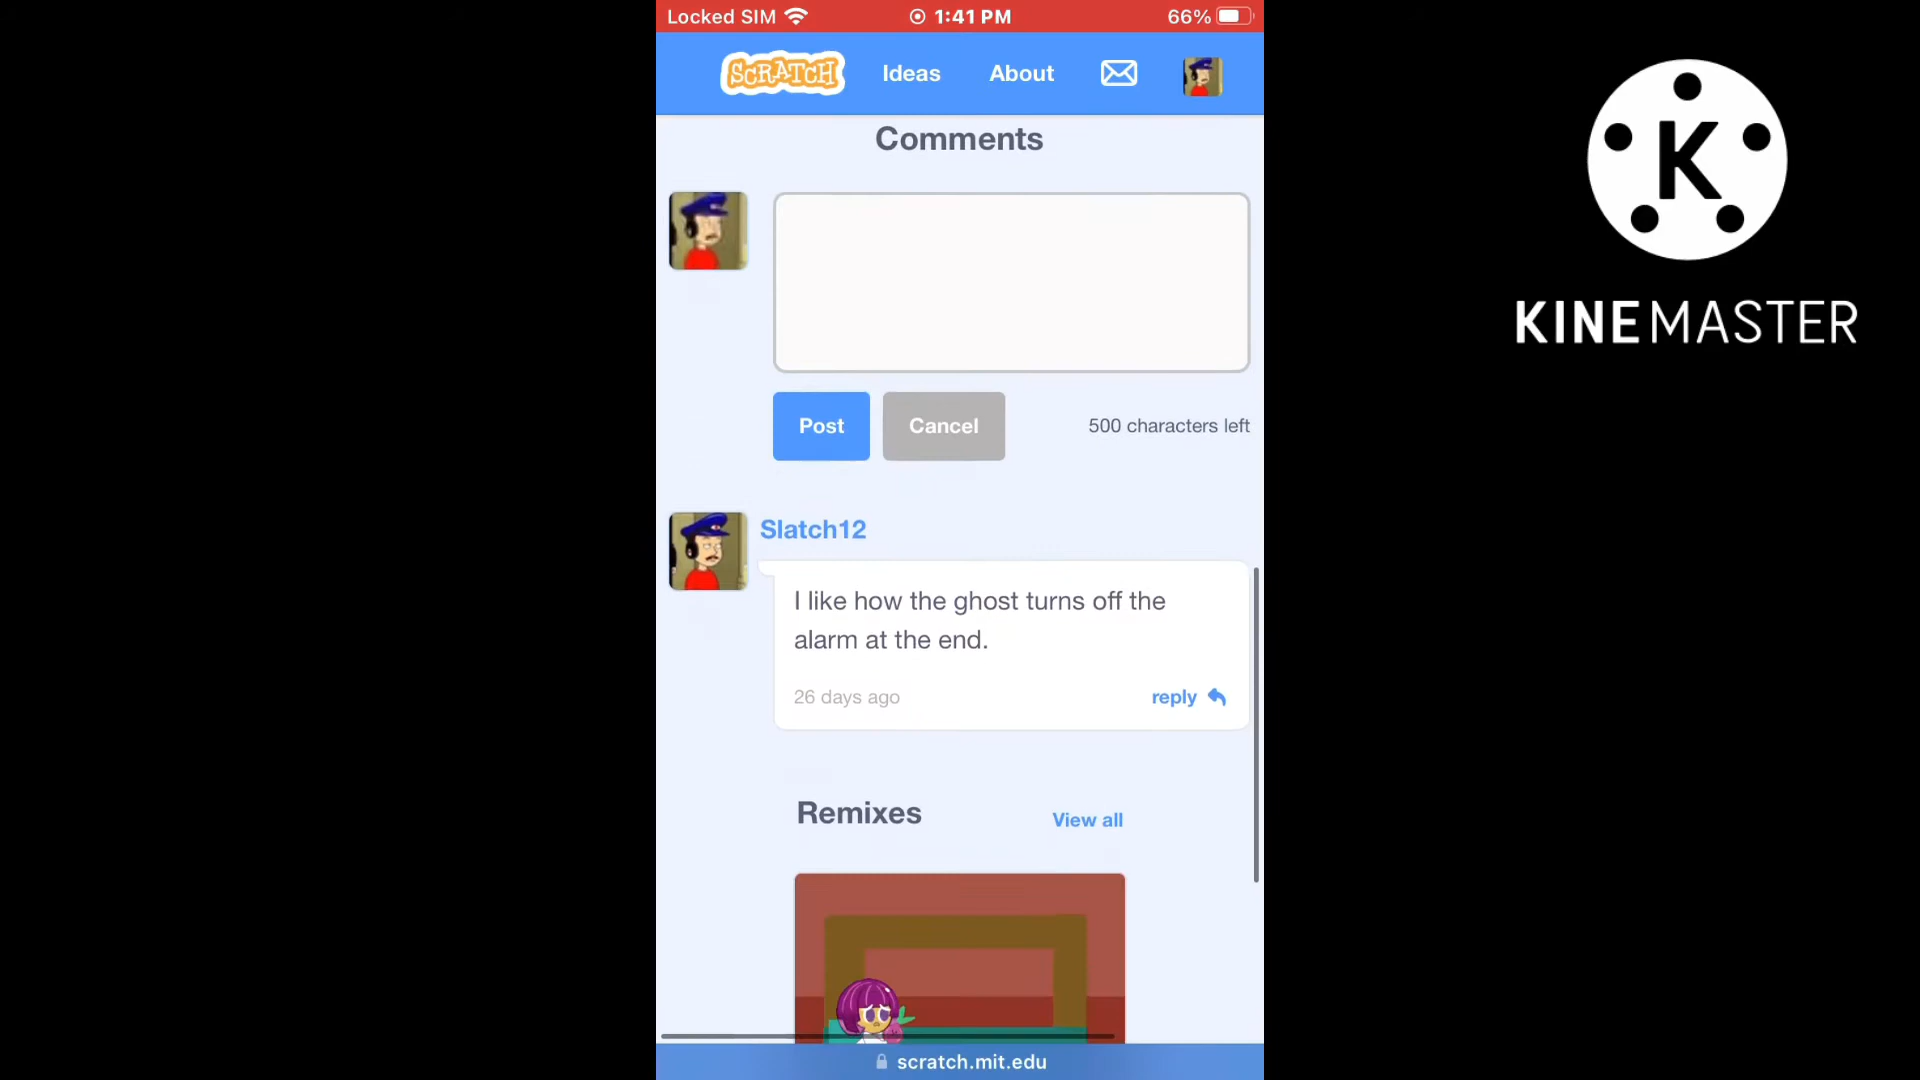 Locked SIM 1:41 PM 66%
SCRATCH Ideas About
Comments
Post Cancel 500 characters left
Slatch12
I like how the ghost turns off the
alarm at the end.
26 days ago reply
Remixes View all
scratch.mit.edu
K
KINEMASTER